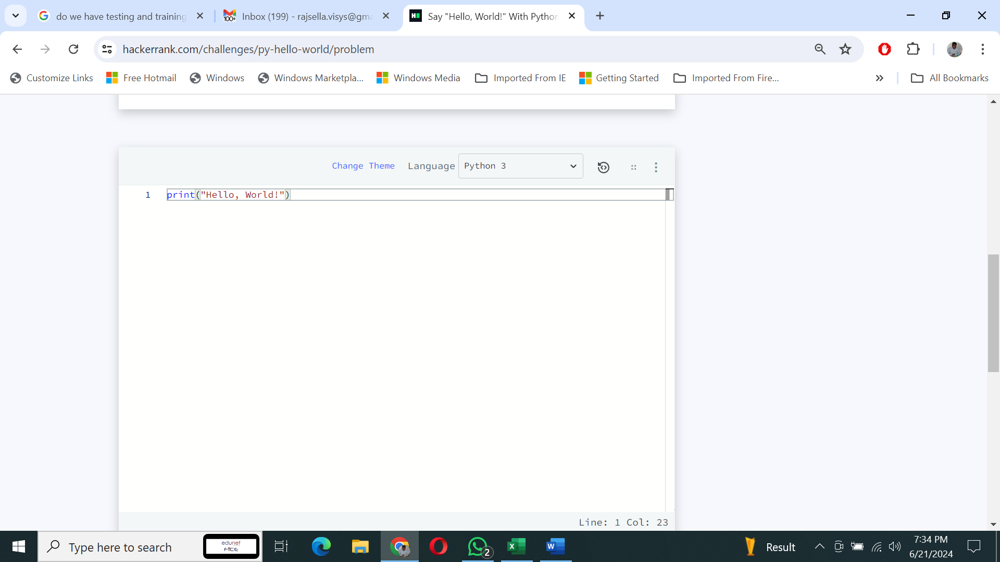 do we have testing and training
100+
Inbox (199) - rajsella.visys@gma
Say "Hello, World!" With Python
hackerrank.com/challenges/py-hello-world/problem
Customize Links
Free Hotmail
Windows
Windows Marketpla...
Windows Media
Imported From IE
Getting Started
Imported From Fire...
All Bookmarks
Change Theme
Language
Python 3
1
print("Hello, World!")
Line: 1 Col: 23
Type here to search
edunet
FICE
2
Result
7:34 PM
6/21/2024